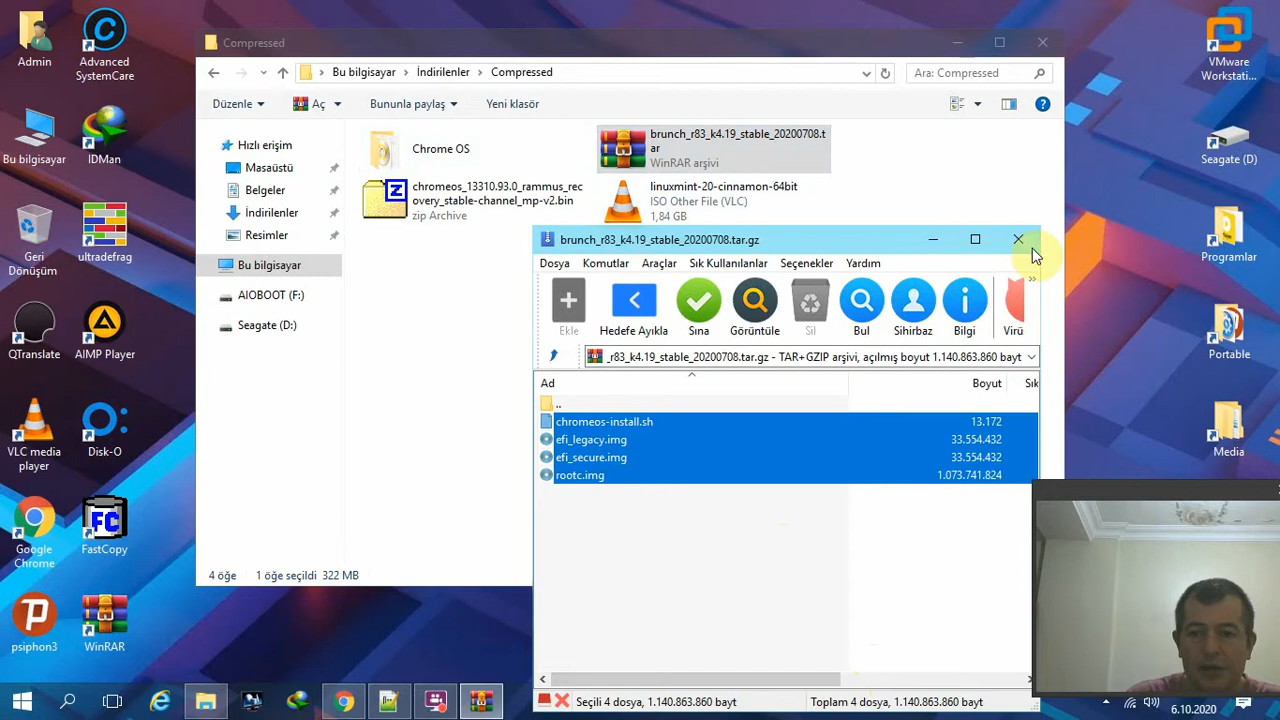 Compressed
Bu bilgisayar > İndirilenler > Compressed
Ara: Compressed
Düzenle
Aç
Bununla paylaş
Yeni klasör
Hızlı erişim
Masaüstü
Belgeler
İndirilenler
Resimler
Bu bilgisayar
AIOBOOT (F:)
Seagate (D:)
Chrome OS
brunch_r83_k4.19_stable_20200708.t
ar
WinRAR arşivi
chromeos_13310.93.0_rammus_rec
overy_stable-channel_mp-v2.bin
zip Archive
linuxmint-20-cinnamon-64bit
ISO Other File (VLC)
1,84 GB
4 öğe
1 öğe seçildi 322 MB
brunch_r83_k4.19_stable_20200708.tar.gz
Dosya
Komutlar
Araçlar
Sık Kullanılanlar
Seçenekler
Yardım
Ekle
Hedefe Ayıkla
Sına
Görüntüle
Sil
Bul
Sihirbaz
Bilgi
Virü
_r83_k4.19_stable_20200708.tar.gz - TAR+GZIP arşivi, açılmış boyut 1.140.863.860 bayt
Ad
Boyut
Sık
..
chromeos-install.sh 13.172
efi_legacy.img 33.554.432
efi_secure.img 33.554.432
rootc.img 1.073.741.824
Seçili 4 dosya, 1.140.863.860 bayt
Toplam 4 dosya, 1.140.863.860 bayt
Admin
Advanced
SystemCare
Bu bilgisayar
IDMan
Geri
Dönüşüm
ultradefrag
QTranslate
AIMP Player
VLC media
player
Disk-O
Google
Chrome
FC
FastCopy
psiphon3
WinRAR
VMware
Workstati...
Seagate (D)
Programlar
Portable
Media
6.10.2020